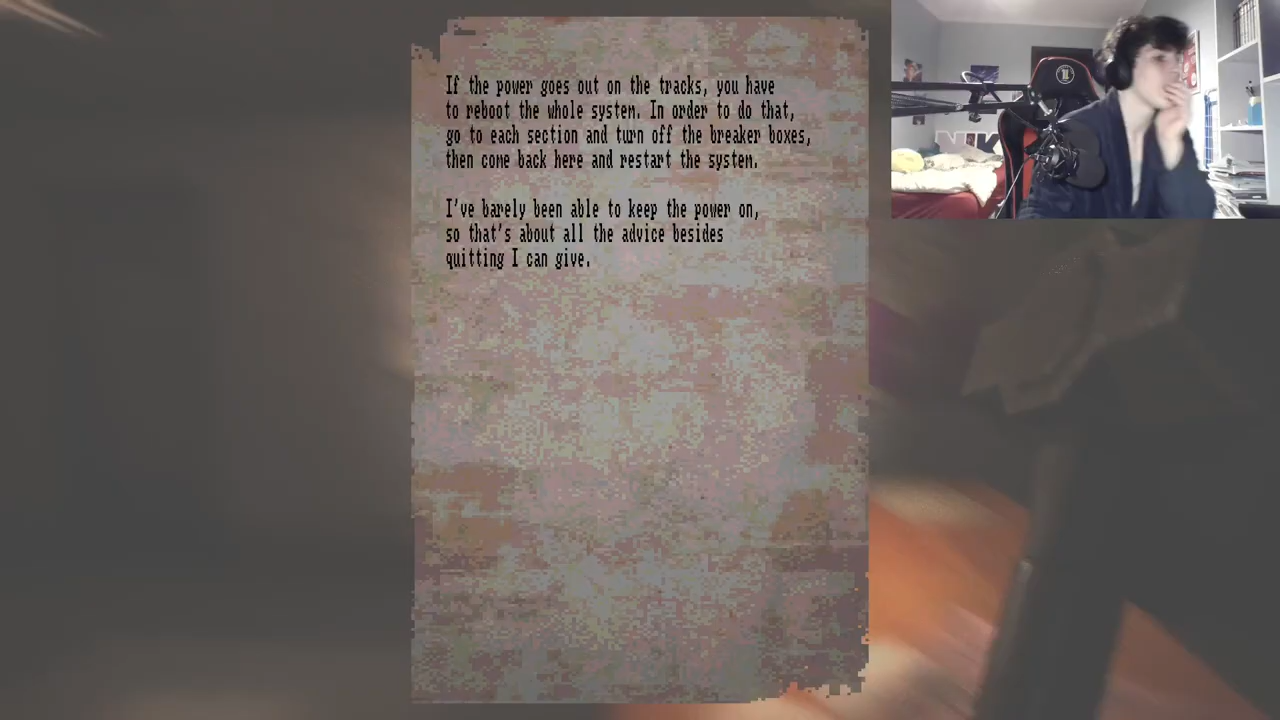 If the power goes out on the tracks, you have
to reboot the whole system. In order to do that,
go to each section and turn off the breaker boxes,
then come back here and restart the system.
I've barely been able to keep the power on,
so that's about all the advice besides
quitting I can give.